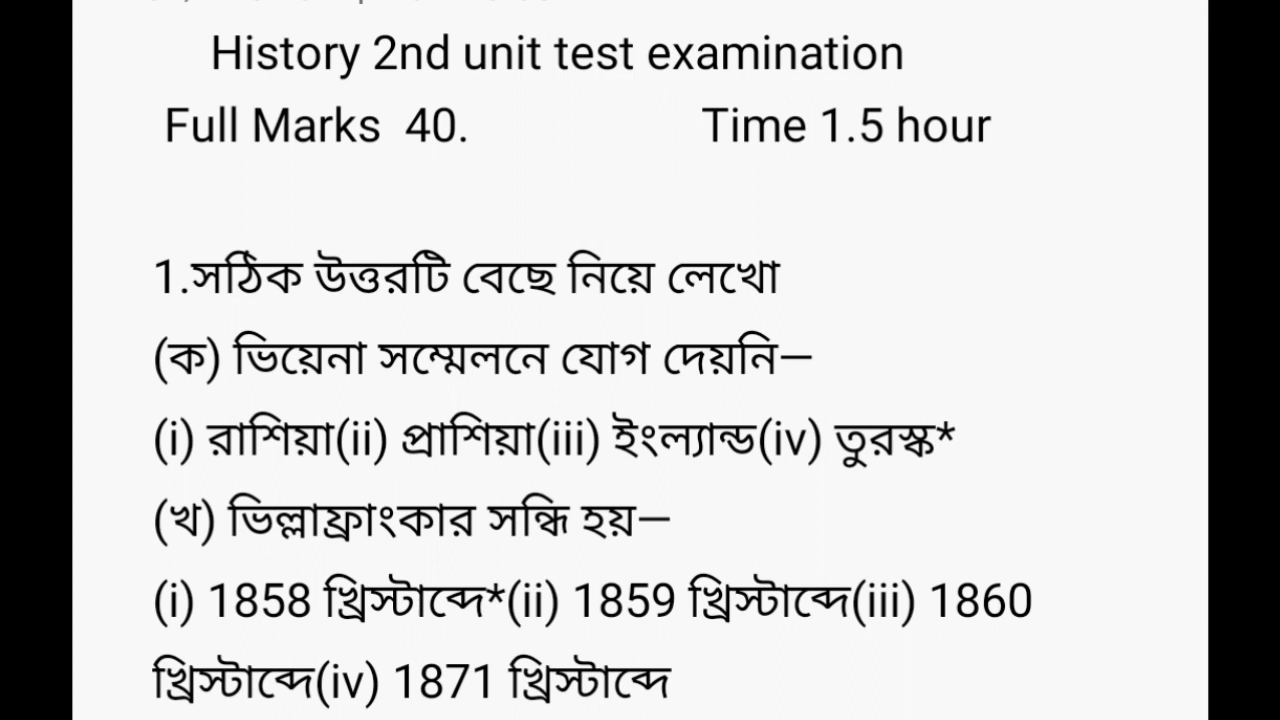 History 2nd unit test examination
Full Marks 40. Time 1.5 hour
1.সঠিক উত্তরটি বেছে নিয়ে লেখো
(ক) ভিয়েনা সম্মেলনে যোগ দেয়নি—
(i) রাশিয়া(ii) প্রাশিয়া(iii) ইংল্যান্ড(iv) তুরস্ক*
(খ) ভিল্লাফ্রাংকার সন্ধি হয়—
(i) 1858 খ্রিস্টাব্দে*(ii) 1859 খ্রিস্টাব্দে(iii) 1860
খ্রিস্টাব্দে(iv) 1871 খ্রিস্টাব্দে